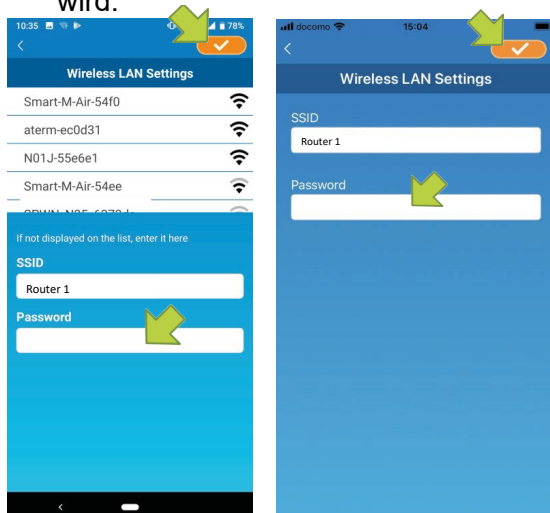 wird.
10:35
78%
Wireless LAN Settings
Smart-M-Air-54f0
aterm-ec0d31
N01J-55e6e1
Smart-M-Air-54ee
If not displayed on the list, enter it here
SSID
Router 1
Password
docomo
15:04
Wireless LAN Settings
SSID
Router 1
Password